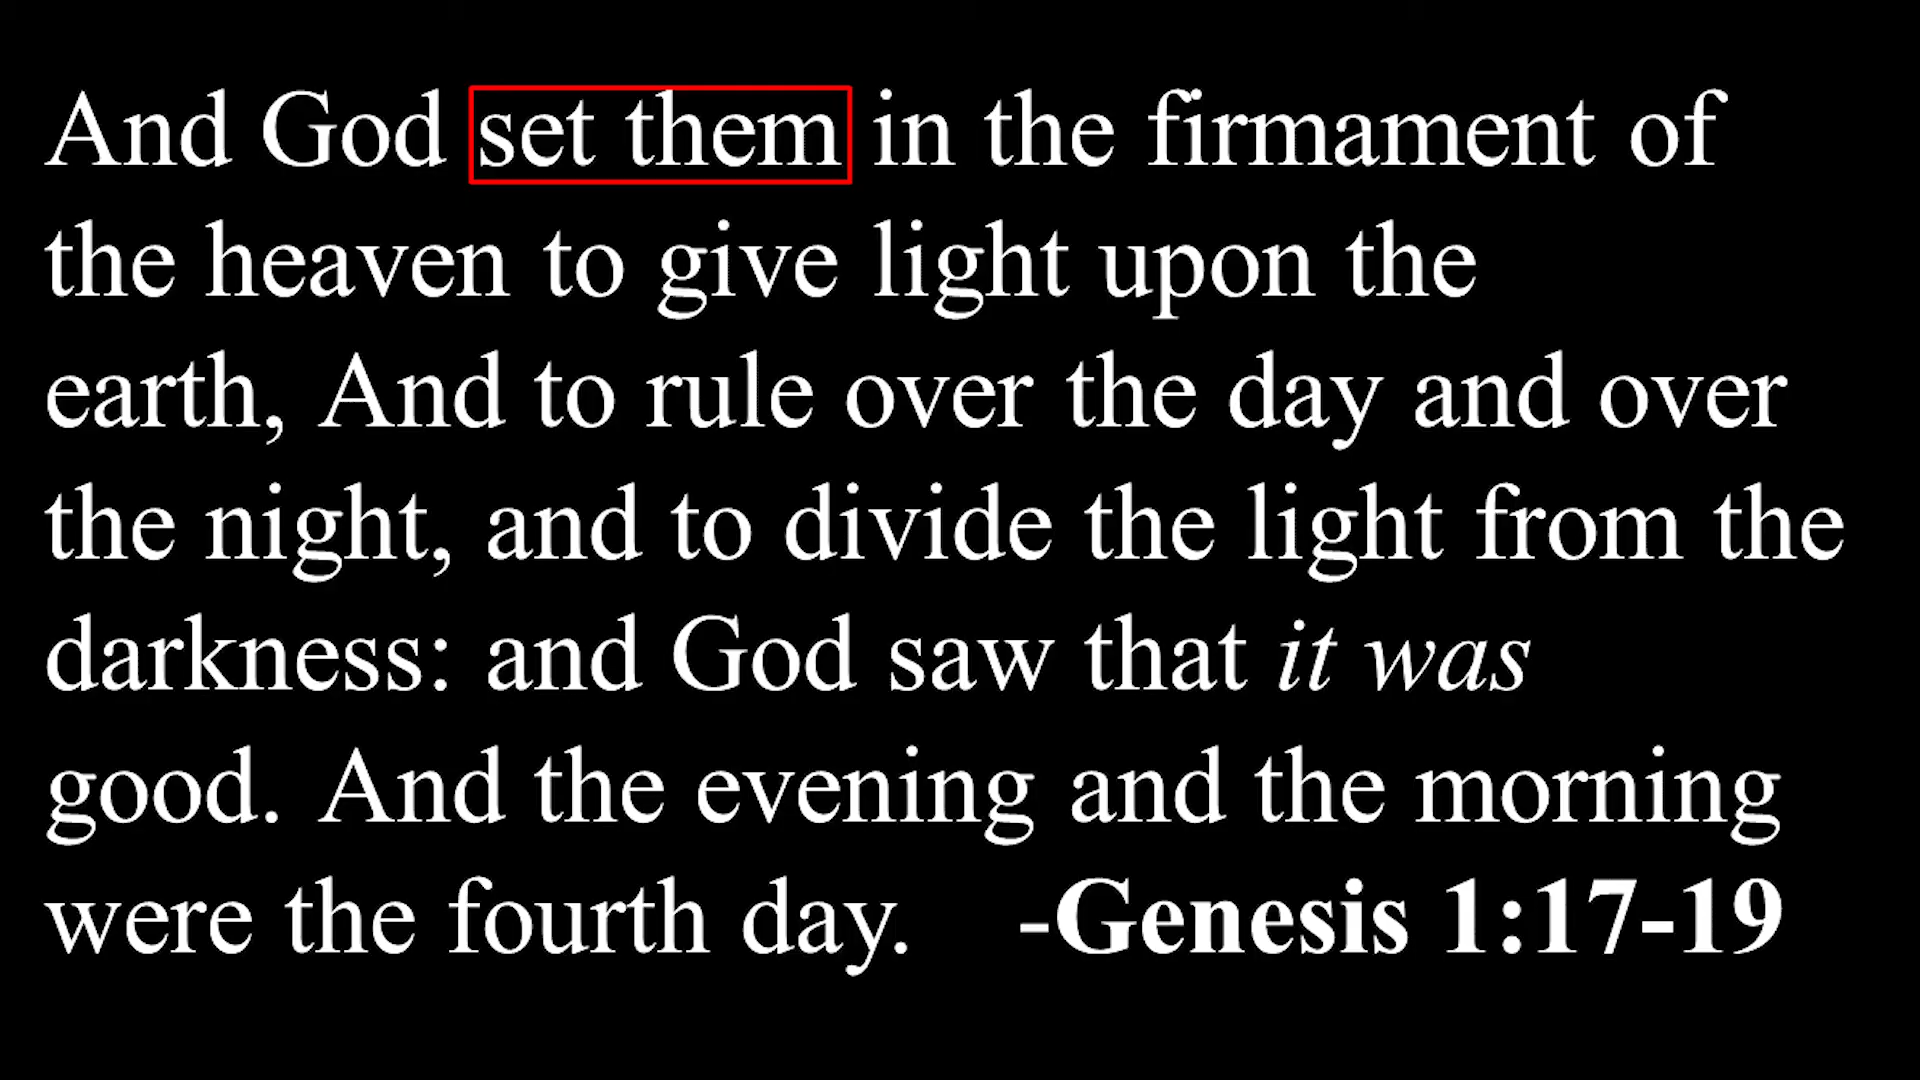 And God set them in the firmament of
the heaven to give light upon the
earth, And to rule over the day and over
the night, and to divide the light from the
darkness: and God saw that it was
good. And the evening and the morning
were the fourth day. -Genesis 1:17-19